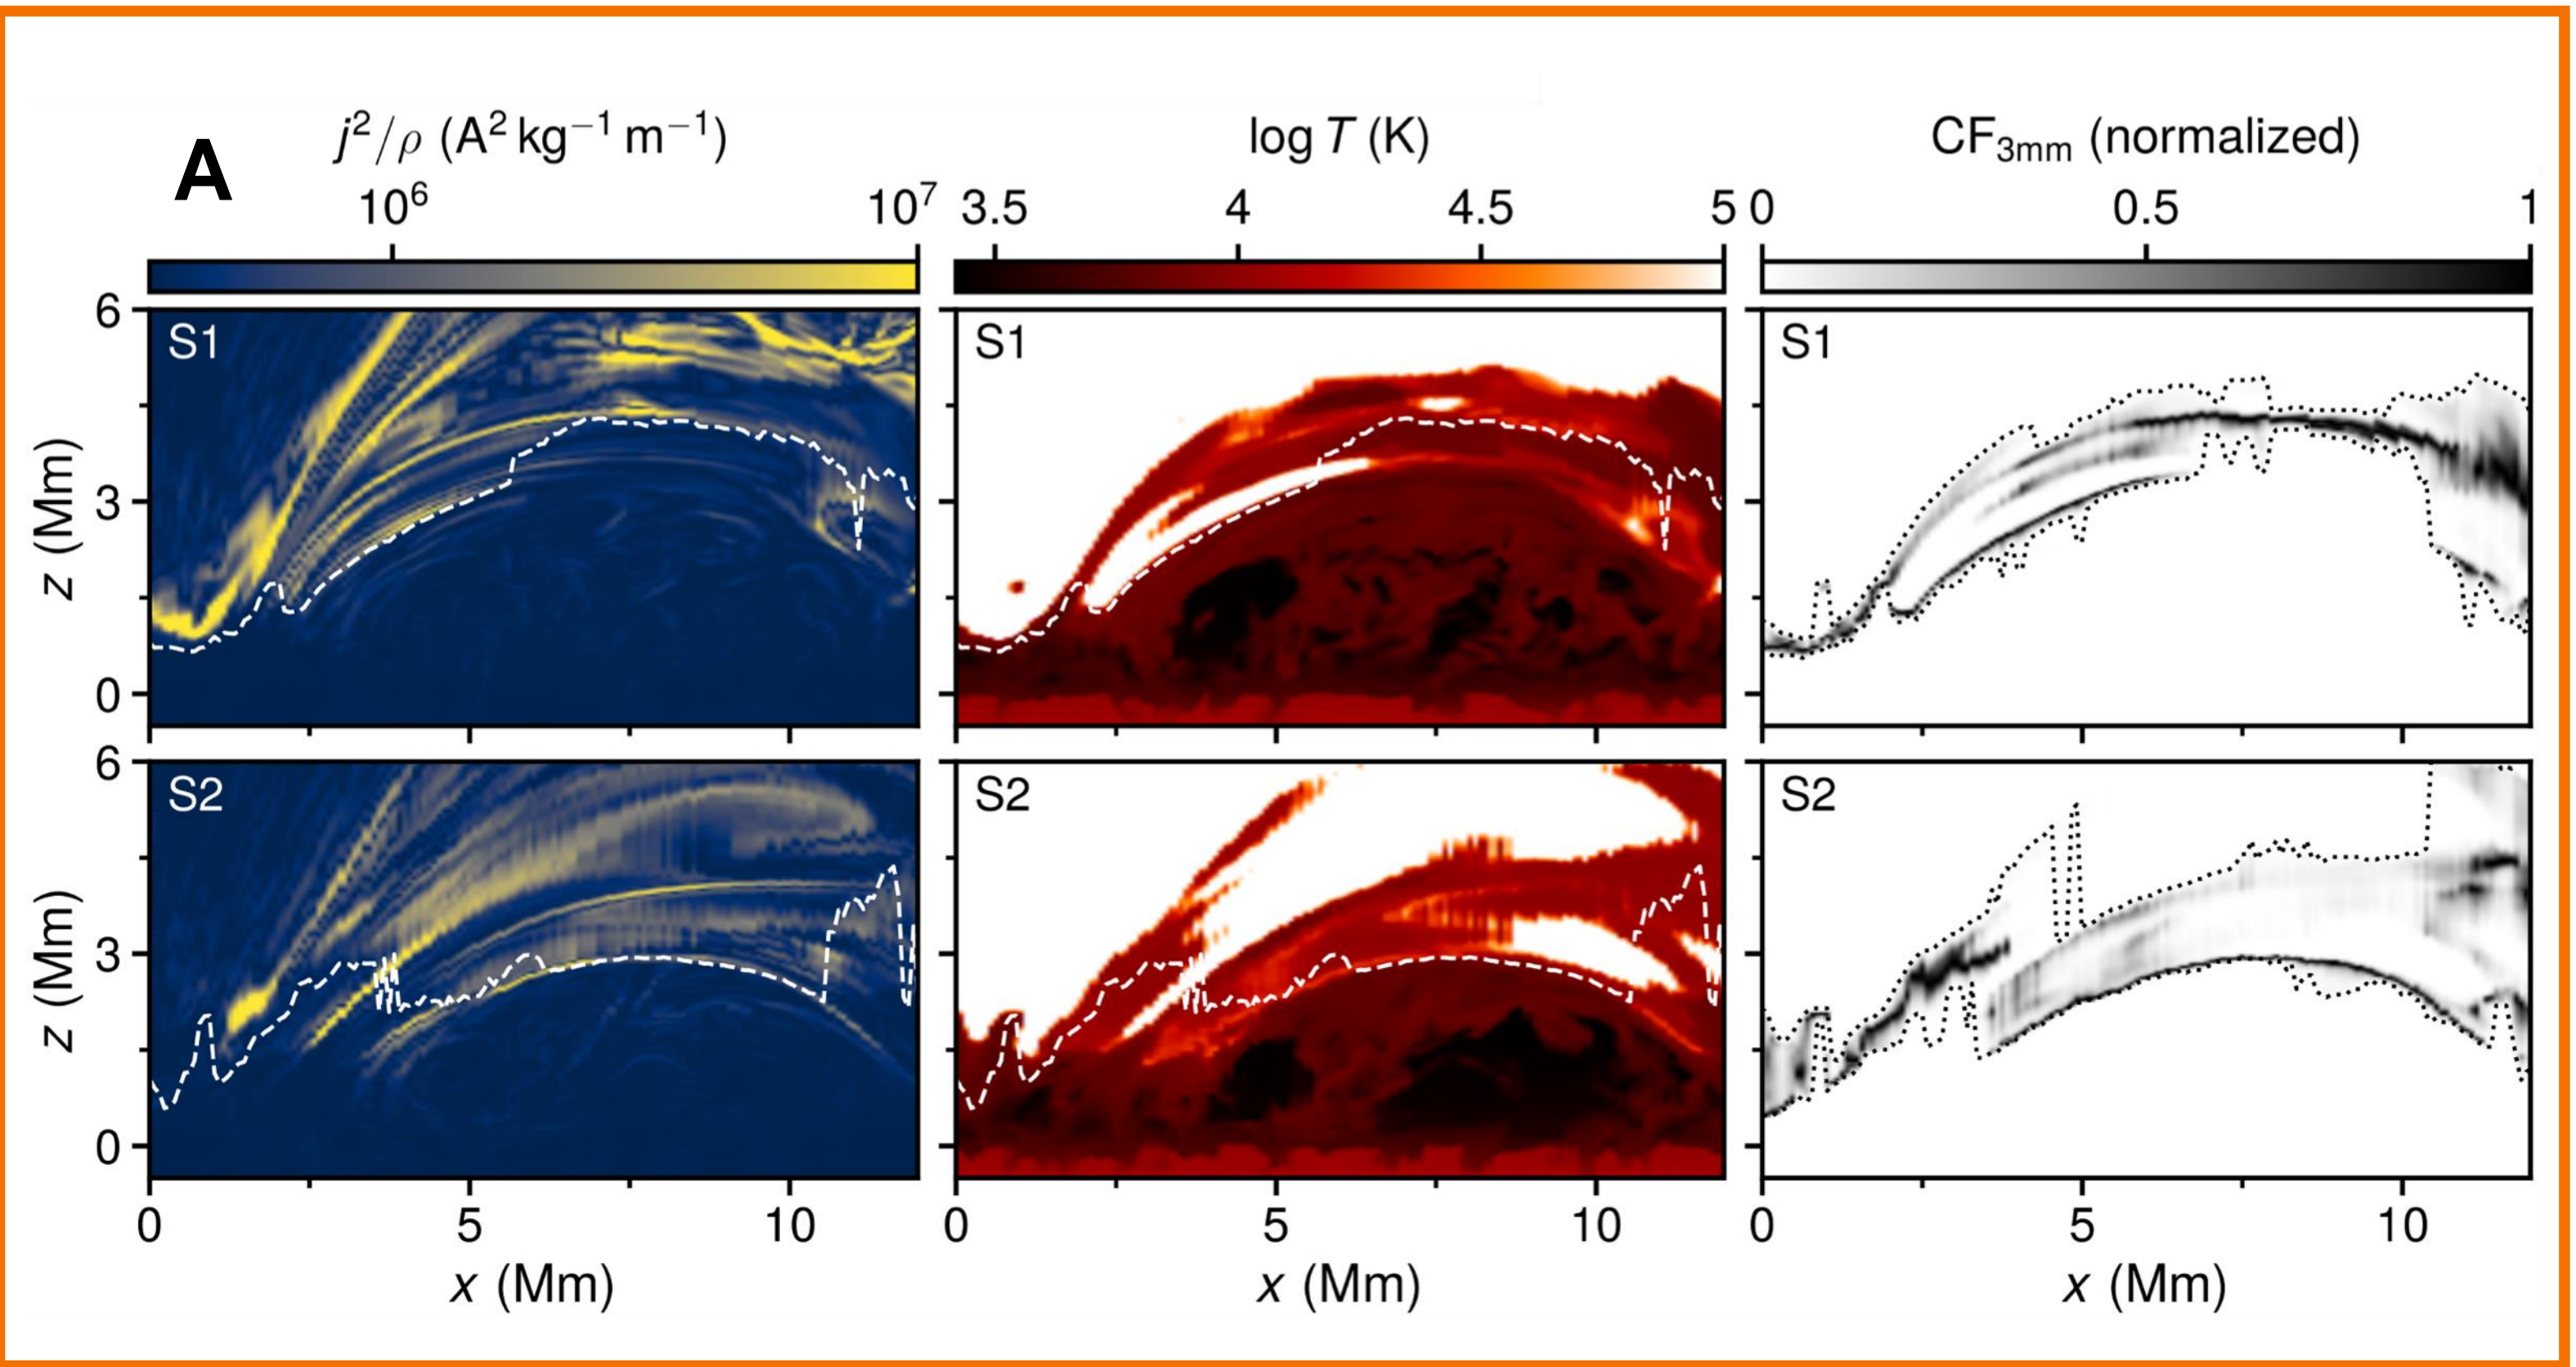 A
j²/ρ (A² kg⁻¹ m⁻¹)
log T (K)
CF₃mm (normalized)
10⁶ 10⁷
3.5 4 4.5 5
0 0.5 1
S1
S1
S1
6
3
0
z (Mm)
S2
S2
S2
6
3
0
z (Mm)
0 5 10
0 5 10
0 5 10
x (Mm)
x (Mm)
x (Mm)